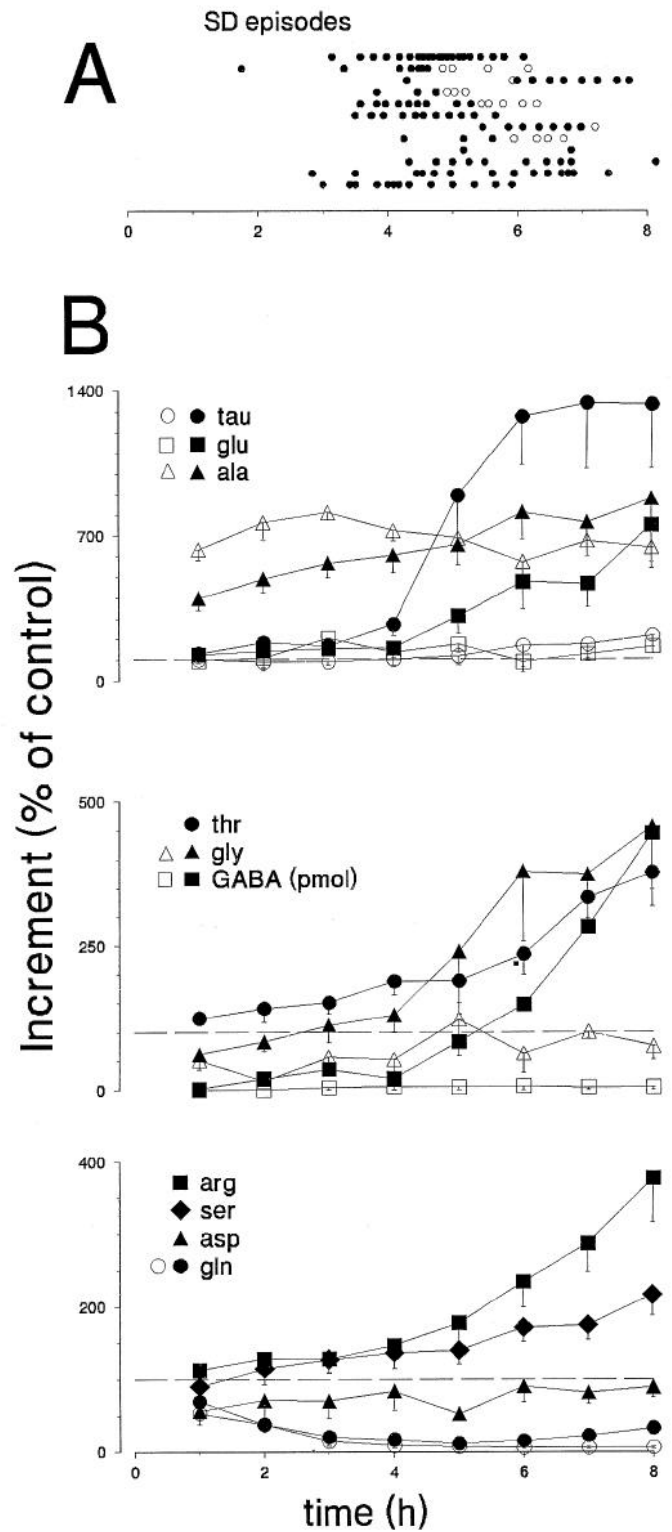 SD episodes
A
0 2 4 6 8
B
Increment (% of control)
1400
700
0
tau
glu
ala
500
250
0
thr
gly
GABA (pmol)
400
200
0
arg
ser
asp
gln
0 2 4 6 8
time (h)